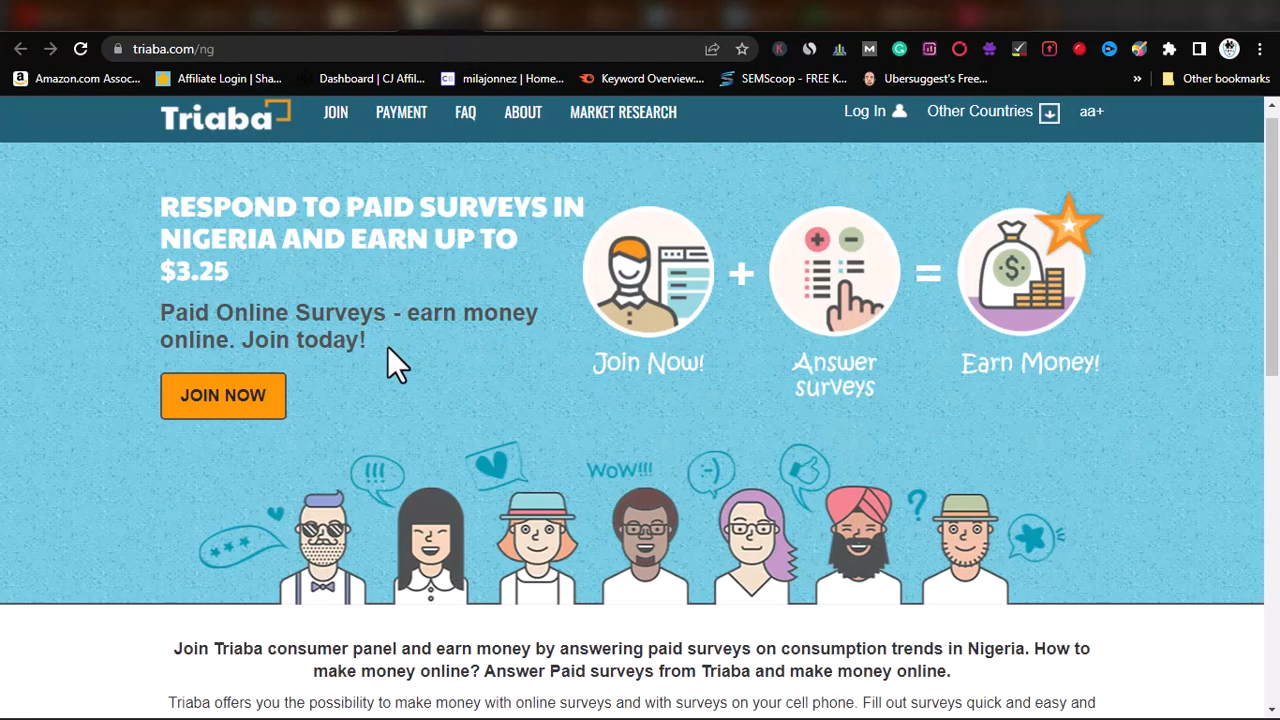 triaba.com/ng
Amazon.com Assoc...
Affiliate Login | Sha...
Dashboard | CJ Affil...
milajonnez | Home...
Keyword Overview:...
SEMScoop - FREE K...
Ubersuggest's Free...
»
Other bookmarks
Triaba
JOIN
PAYMENT
FAQ
ABOUT
MARKET RESEARCH
Log In
Other Countries
aa+
RESPOND TO PAID SURVEYS IN
NIGERIA AND EARN UP TO
$3.25
Paid Online Surveys - earn money
online. Join today!
JOIN NOW
+
=
$
Join Now!
Answer
surveys
Earn Money!
!!!
WOW!!!
:-)
?
Join Triaba consumer panel and earn money by answering paid surveys on consumption trends in Nigeria. How to
make money online? Answer Paid surveys from Triaba and make money online.
Triaba offers you the possibility to make money with online surveys and with surveys on your cell phone. Fill out surveys quick and easy and